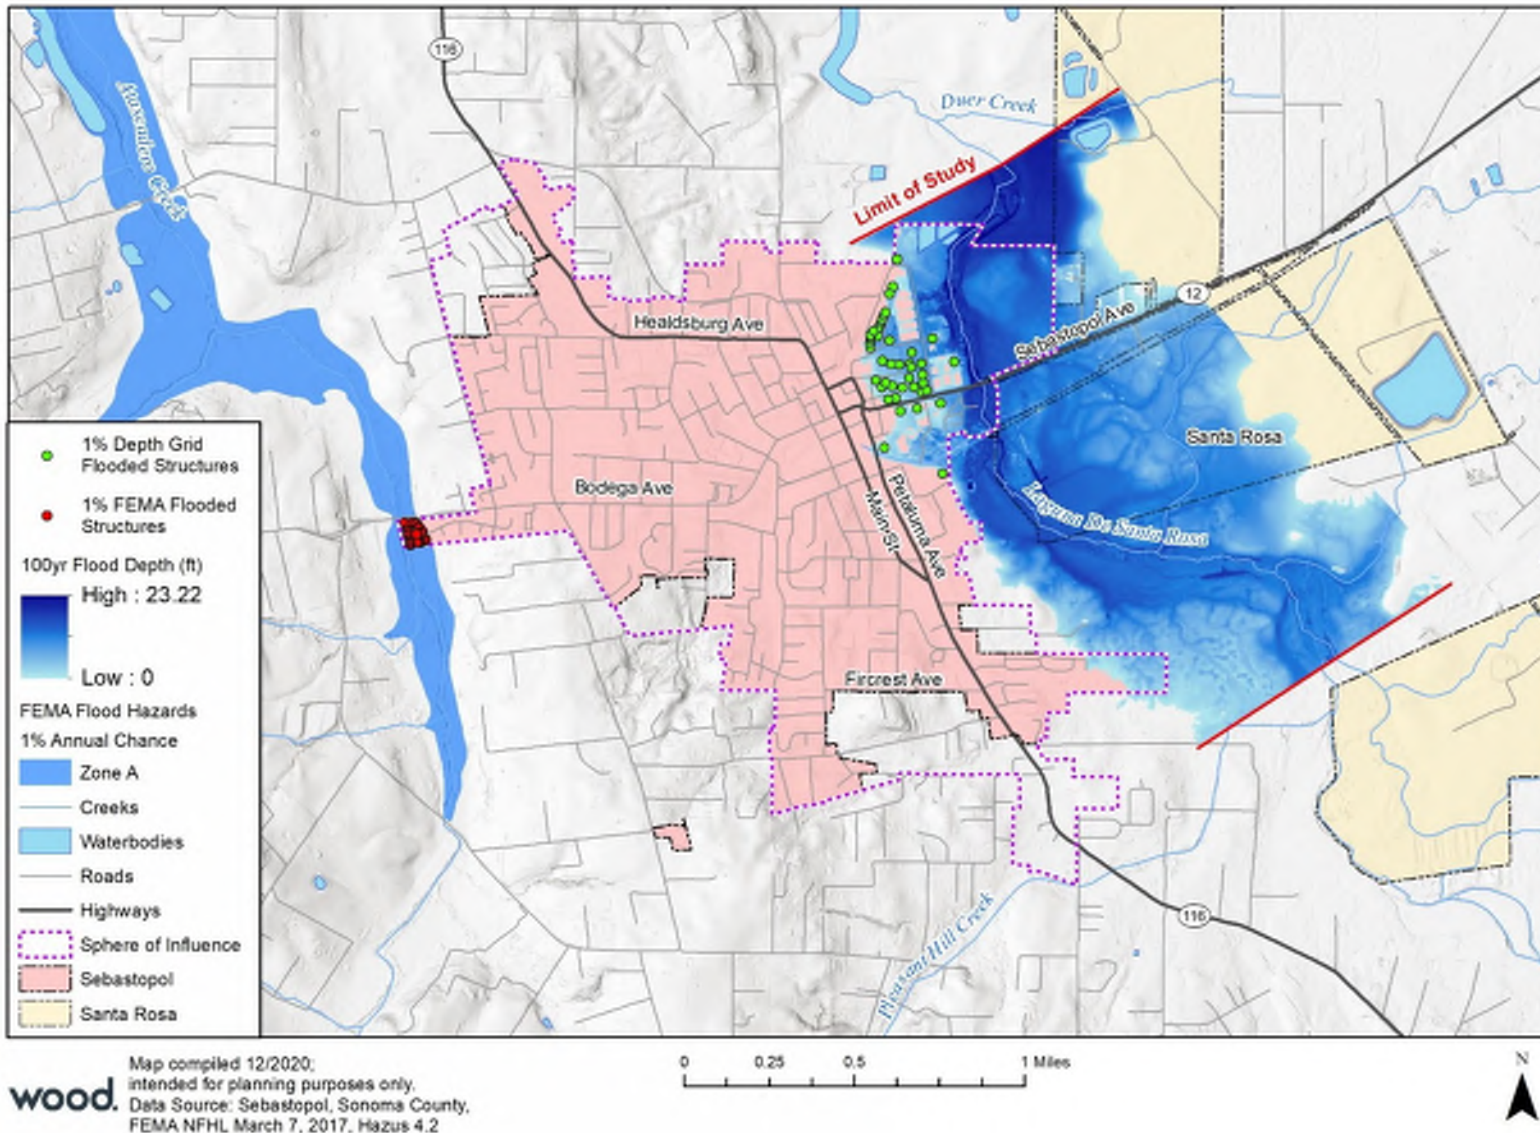 116
Duer Creek
Limit of Study
12
Healdsburg Ave
Sebastopol Ave
Santa Rosa
Bodega Ave
Petaluma Ave
Main St
Laguna De Santa Rosa
Fircrest Ave
116
Pleasant Hill Creek
1% Depth Grid
Flooded Structures
1% FEMA Flooded
Structures
100yr Flood Depth (ft)
High : 23.22
Low : 0
FEMA Flood Hazards
1% Annual Chance
Zone A
Creeks
Waterbodies
Roads
Highways
Sphere of Influence
Sebastopol
Santa Rosa
wood.
Map compiled 12/2020;
intended for planning purposes only.
Data Source: Sebastopol, Sonoma County,
FEMA NFHL March 7, 2017, Hazus 4.2
0 0.25 0.5 1 Miles
N